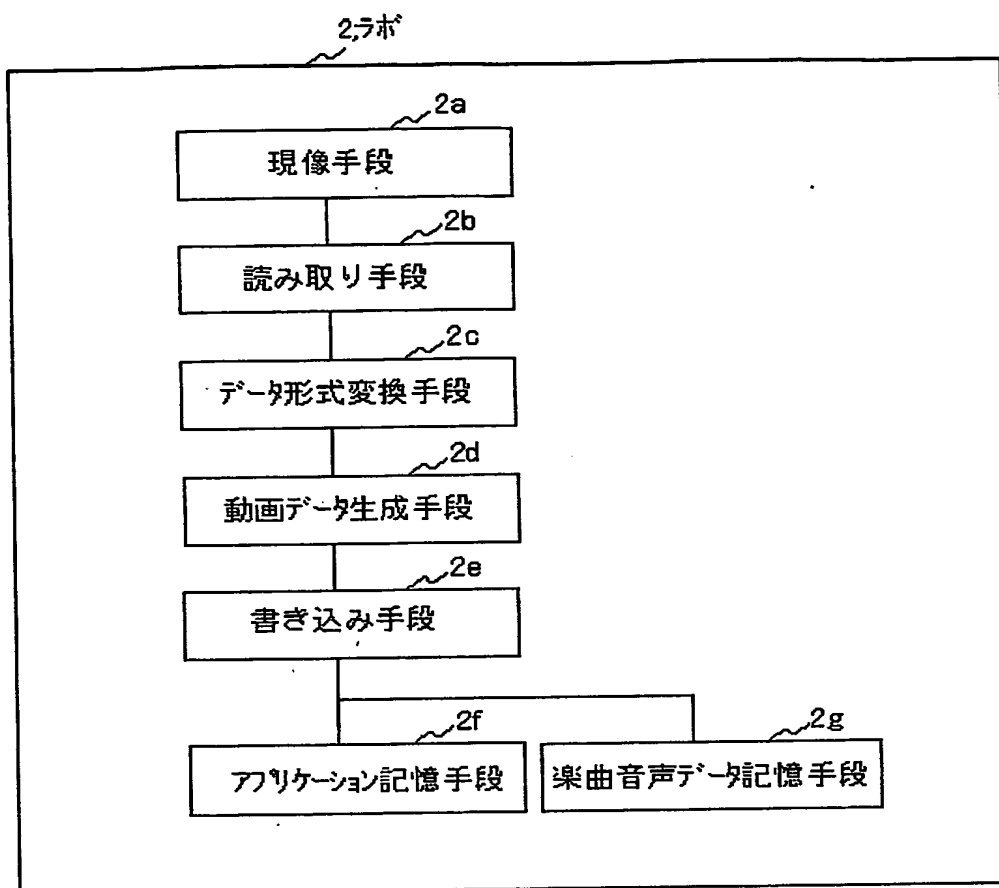 2,ラボ
2a
現像手段
2b
読み取り手段
2c
データ形式変換手段
2d
動画データ生成手段
2e
書き込み手段
2f
アプリケーション記憶手段
2g
楽曲音声データ記憶手段